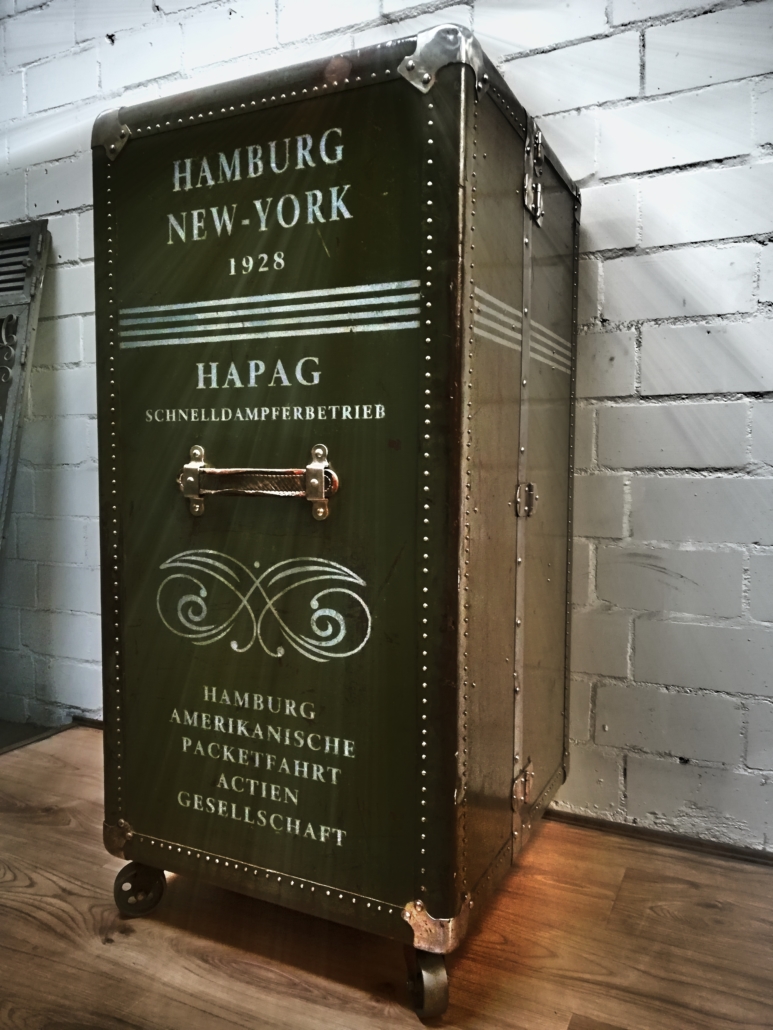 HAMBURG
NEW-YORK
1928
HAPAG
SCHNELLDAMPFERBETRIEB
HAMBURG
AMERIKANISCHE
PACKETFAHRT
ACTIEN
GESELLSCHAFT